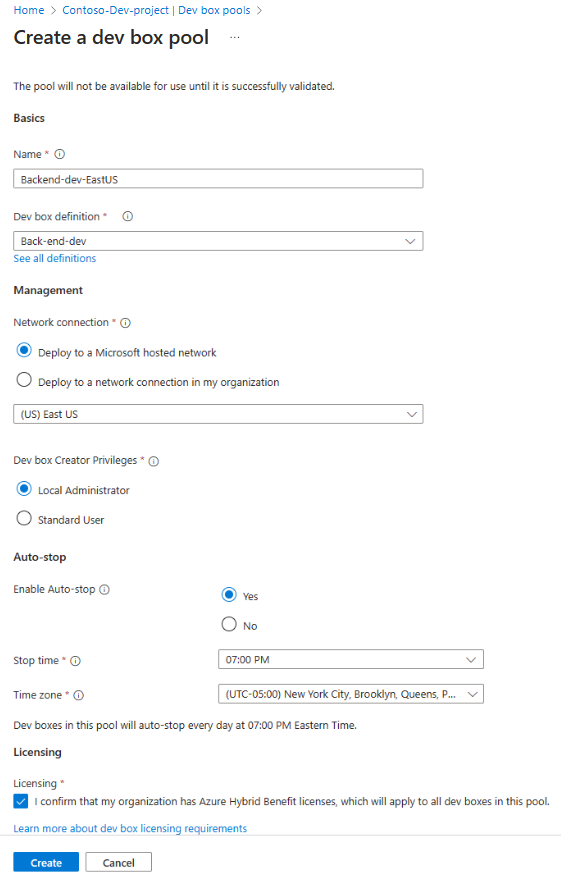 Home > Contoso-Dev-project | Dev box pools >
Create a dev box pool ...
The pool will not be available for use until it is successfully validated.
Basics
Name *
Backend-dev-EastUS
Dev box definition *
Back-end-dev
See all definitions
Management
Network connection *
Deploy to a Microsoft hosted network
Deploy to a network connection in my organization
(US) East US
Dev box Creator Privileges *
Local Administrator
Standard User
Auto-stop
Enable Auto-stop
Yes
No
Stop time *
07:00 PM
Time zone *
(UTC-05:00) New York City, Brooklyn, Queens, P...
Dev boxes in this pool will auto-stop every day at 07:00 PM Eastern Time.
Licensing
Licensing *
I confirm that my organization has Azure Hybrid Benefit licenses, which will apply to all dev boxes in this pool.
Learn more about dev box licensing requirements
Create
Cancel